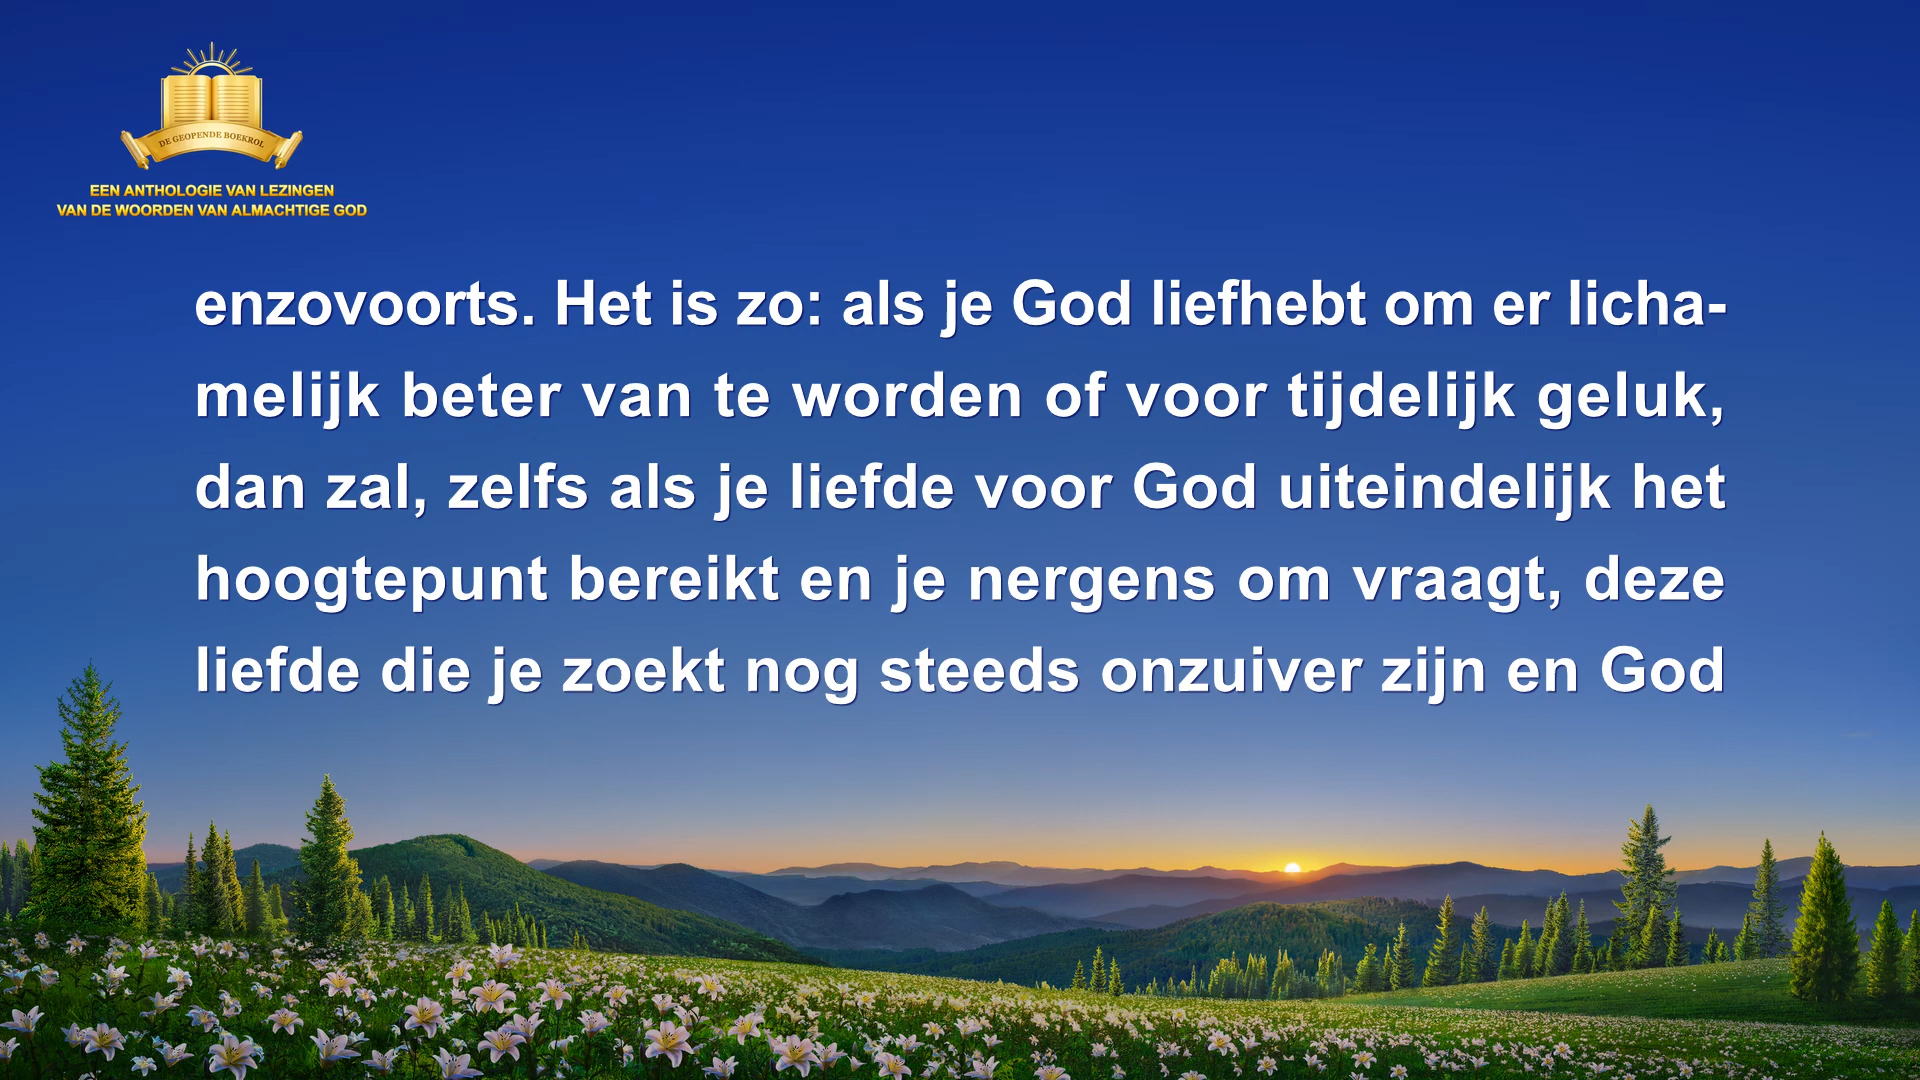 DE GEOPENDE BOEKROL
EEN ANTHOLOGIE VAN LEZINGEN
VAN DE WOORDEN VAN ALMACHTIGE GOD
enzovoorts. Het is zo: als je God liefhebt om er licha-
melijk beter van te worden of voor tijdelijk geluk,
dan zal, zelfs als je liefde voor God uiteindelijk het
hoogtepunt bereikt en je nergens om vraagt, deze
liefde die je zoekt nog steeds onzuiver zijn en God